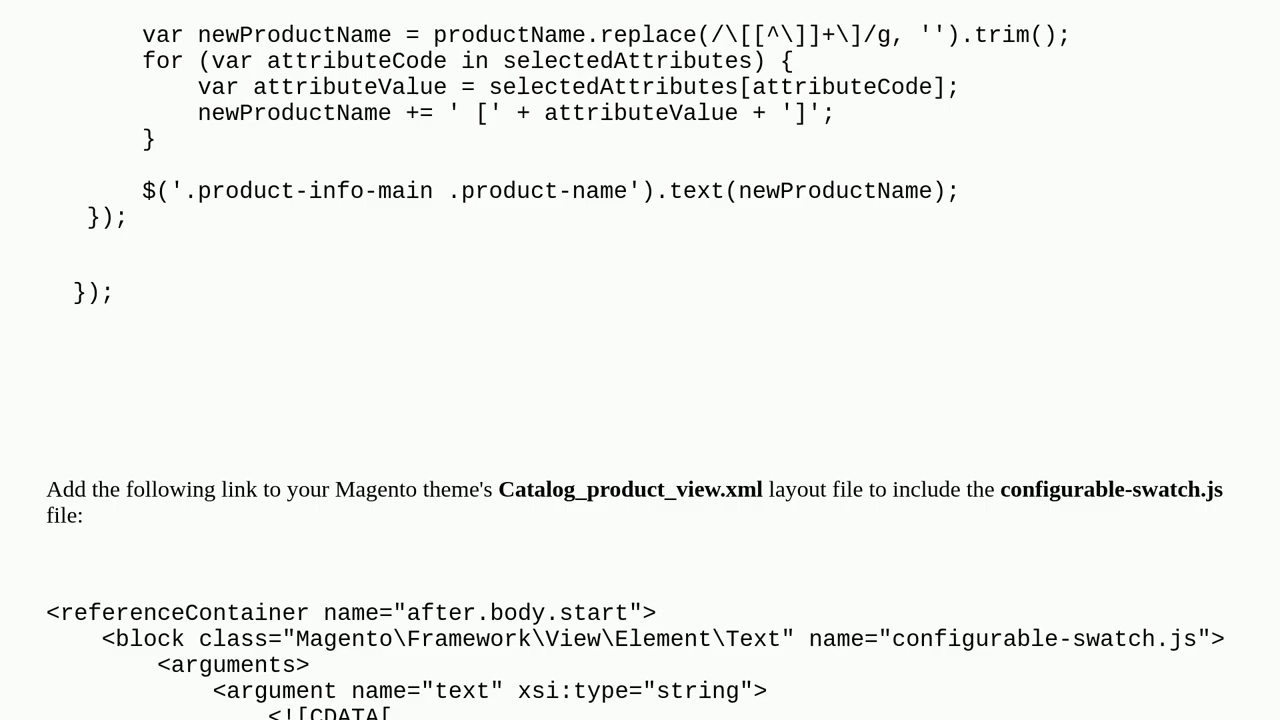 var newProductName = productName.replace(/\[[^\]]+\]/g, '').trim();
for (var attributeCode in selectedAttributes) {
var attributeValue = selectedAttributes[attributeCode];
newProductName += ' [' + attributeValue + ']';
}
$('.product-info-main .product-name').text(newProductName);
});
});
Add the following link to your Magento theme's Catalog_product_view.xml layout file to include the configurable-swatch.js
file:
<referenceContainer name="after.body.start">
<block class="Magento\Framework\View\Element\Text" name="configurable-swatch.js">
<arguments>
<argument name="text" xsi:type="string">
<![CDATA[